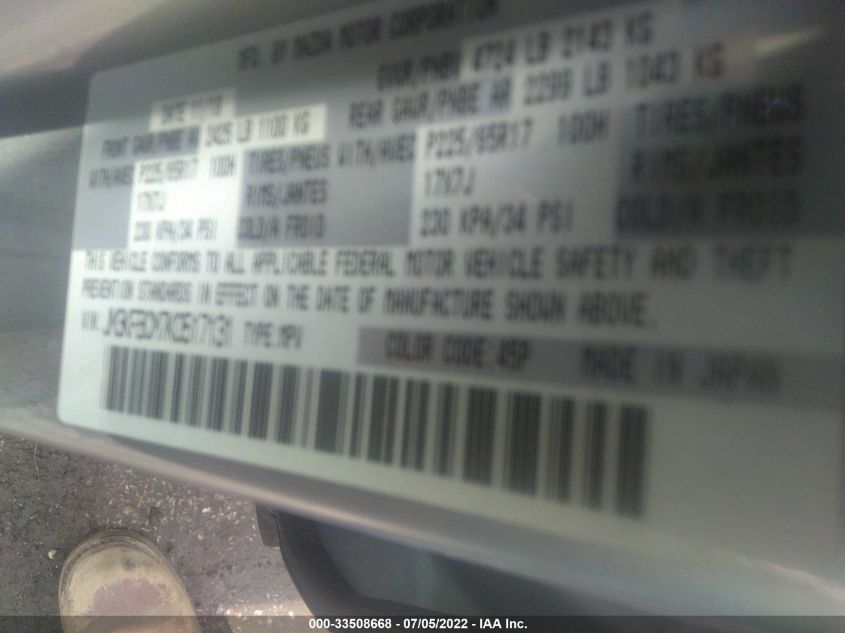 MFD. BY MAZDA MOTOR CORPORATION
GVWR/PNBV 4724 LB 2143 KG
DATE 11/18
FRONT GAWR/PNBE AV 2425 LB 1100 KG
REAR GAWR/PNBE AR 2299 LB 1043 KG
WITH/AVEC P225/65R17 100H TIRES/PNEUS WITH/AVEC P225/65R17 100H TIRES/PNEUS
17X7J RIMS/JANTES 17X7J RIMS/JANTES
230 KPA/34 PSI COLD/A FROID 230 KPA/34 PSI COLD/A FROID
THIS VEHICLE CONFORMS TO ALL APPLICABLE FEDERAL MOTOR VEHICLE SAFETY AND THEFT
PREVENTION STANDARDS IN EFFECT ON THE DATE OF MANUFACTURE SHOWN ABOVE.
VIN: TYPE:MPV COLOR CODE:45P MADE IN JAPAN
000-33508668 - 07/05/2022 - IAA Inc.